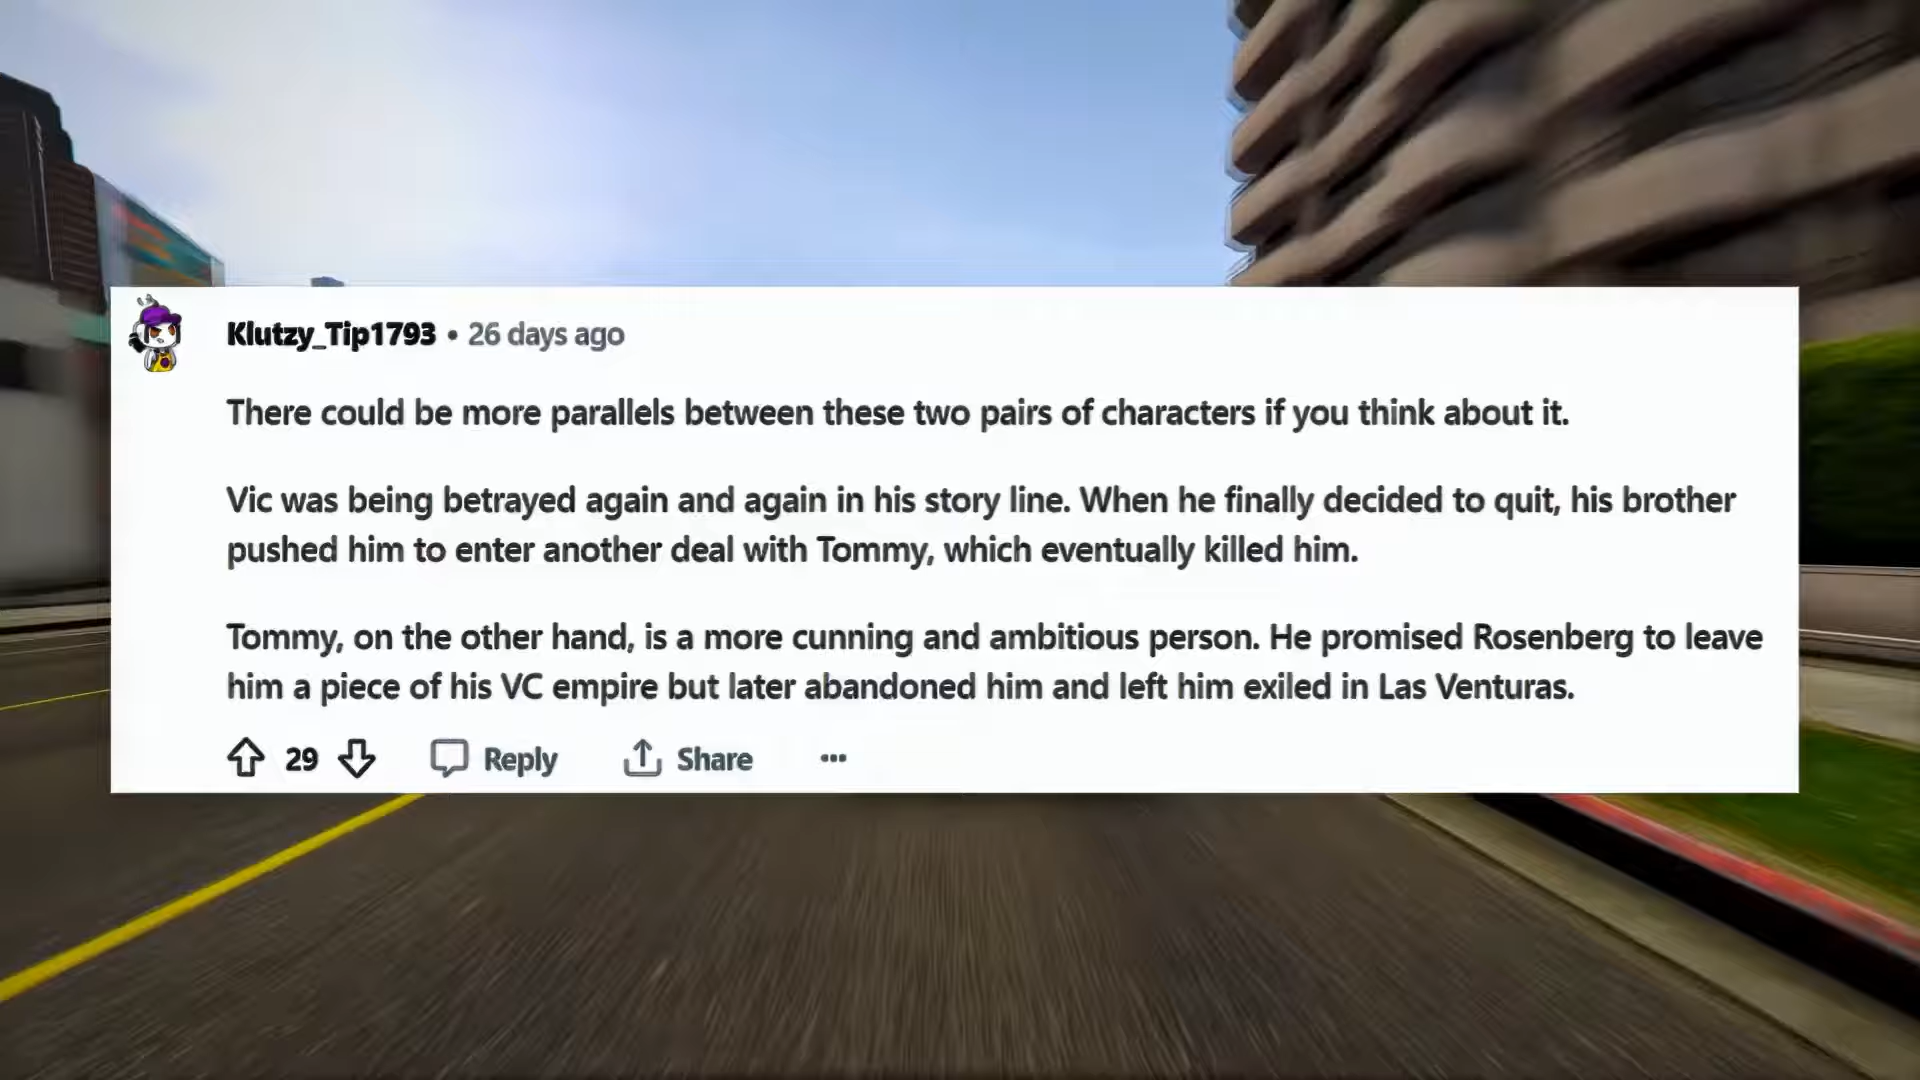 Klutzy_Tip1793 • 26 days ago
There could be more parallels between these two pairs of characters if you think about it.
Vic was being betrayed again and again in his story line. When he finally decided to quit, his brother
pushed him to enter another deal with Tommy, which eventually killed him.
Tommy, on the other hand, is a more cunning and ambitious person. He promised Rosenberg to leave
him a piece of his VC empire but later abandoned him and left him exiled in Las Venturas.
29 Reply Share ...